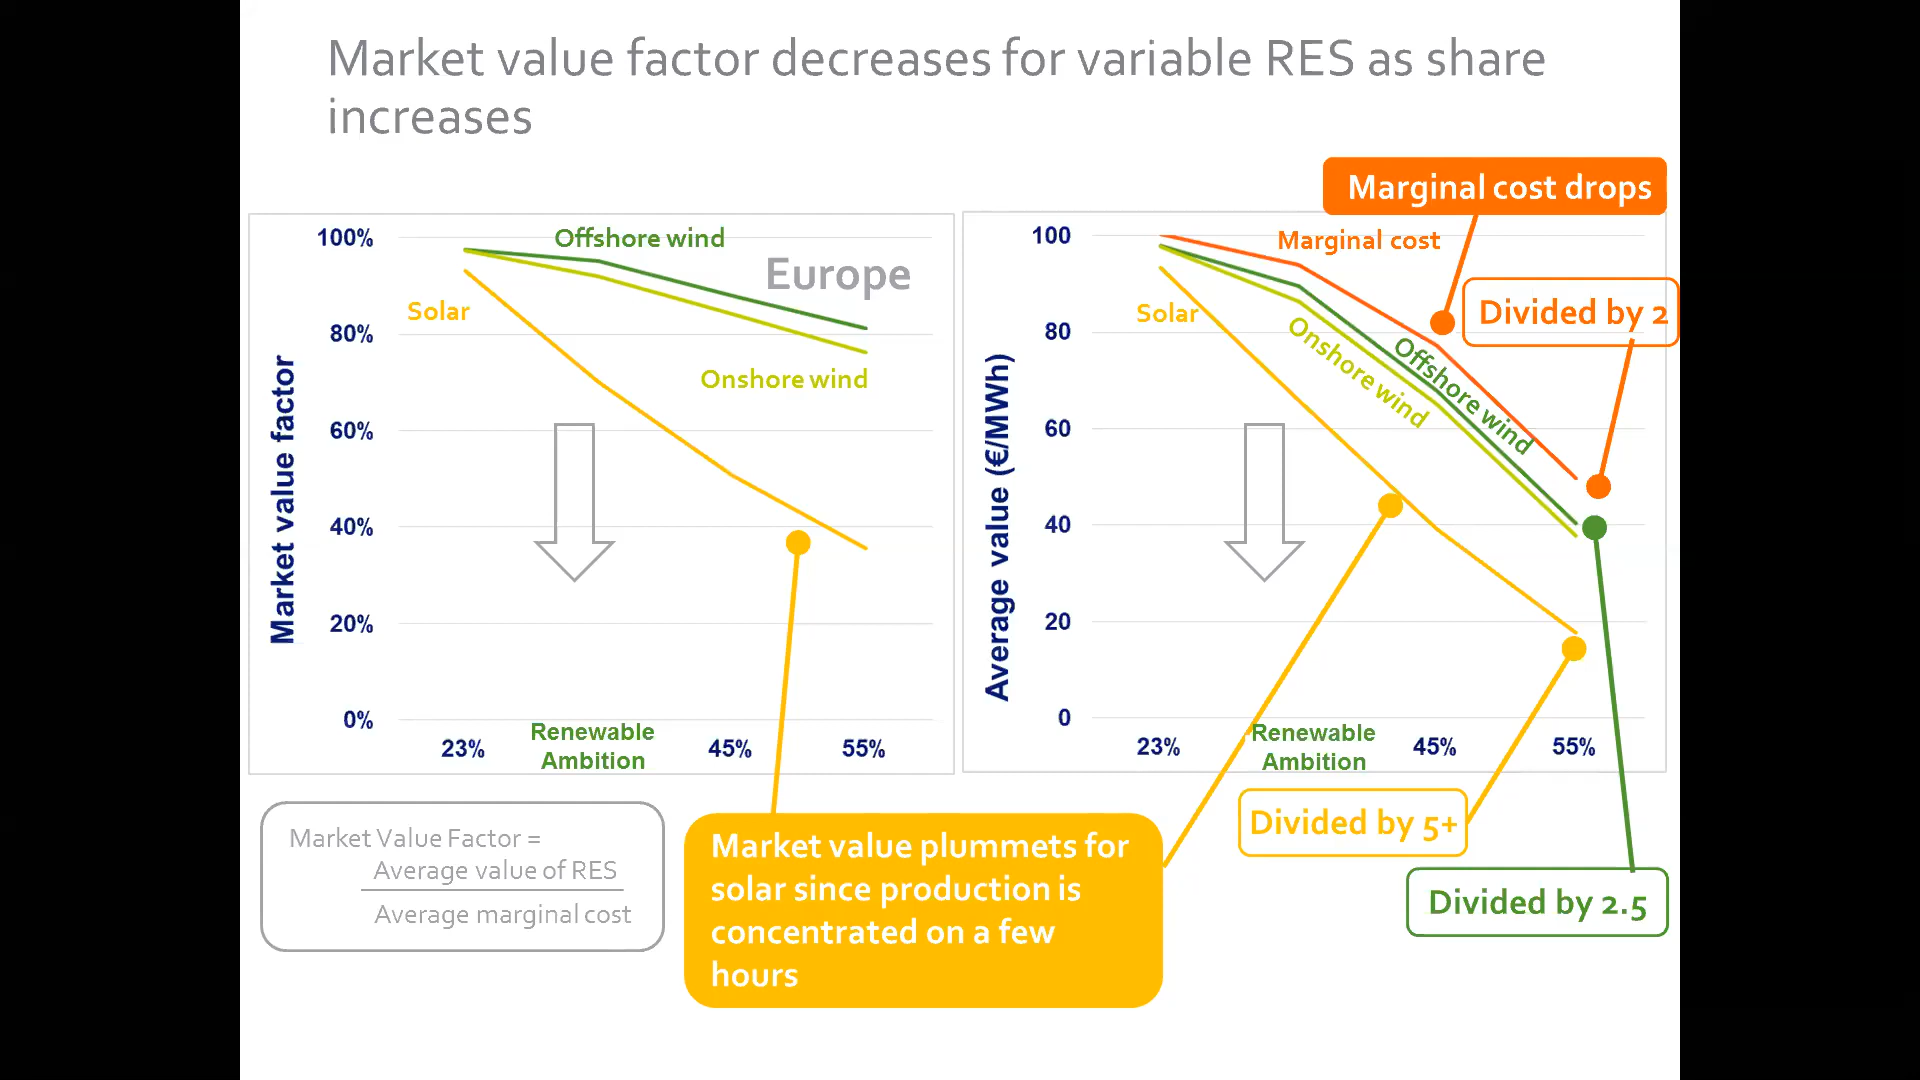 Market value factor decreases for variable RES as share
increases
Marginal cost drops
100%
80%
60%
40%
20%
0%
Market value factor
Offshore wind
Europe
Solar
Onshore wind
23%
Renewable
Ambition
45%
55%
100
80
60
40
20
0
Average value (€/MWh)
Marginal cost
Divided by 2
Solar
Onshore wind
Offshore wind
23%
Renewable
Ambition
45%
55%
Market Value Factor =
Average value of RES
Average marginal cost
Market value plummets for
solar since production is
concentrated on a few
hours
Divided by 5+
Divided by 2.5